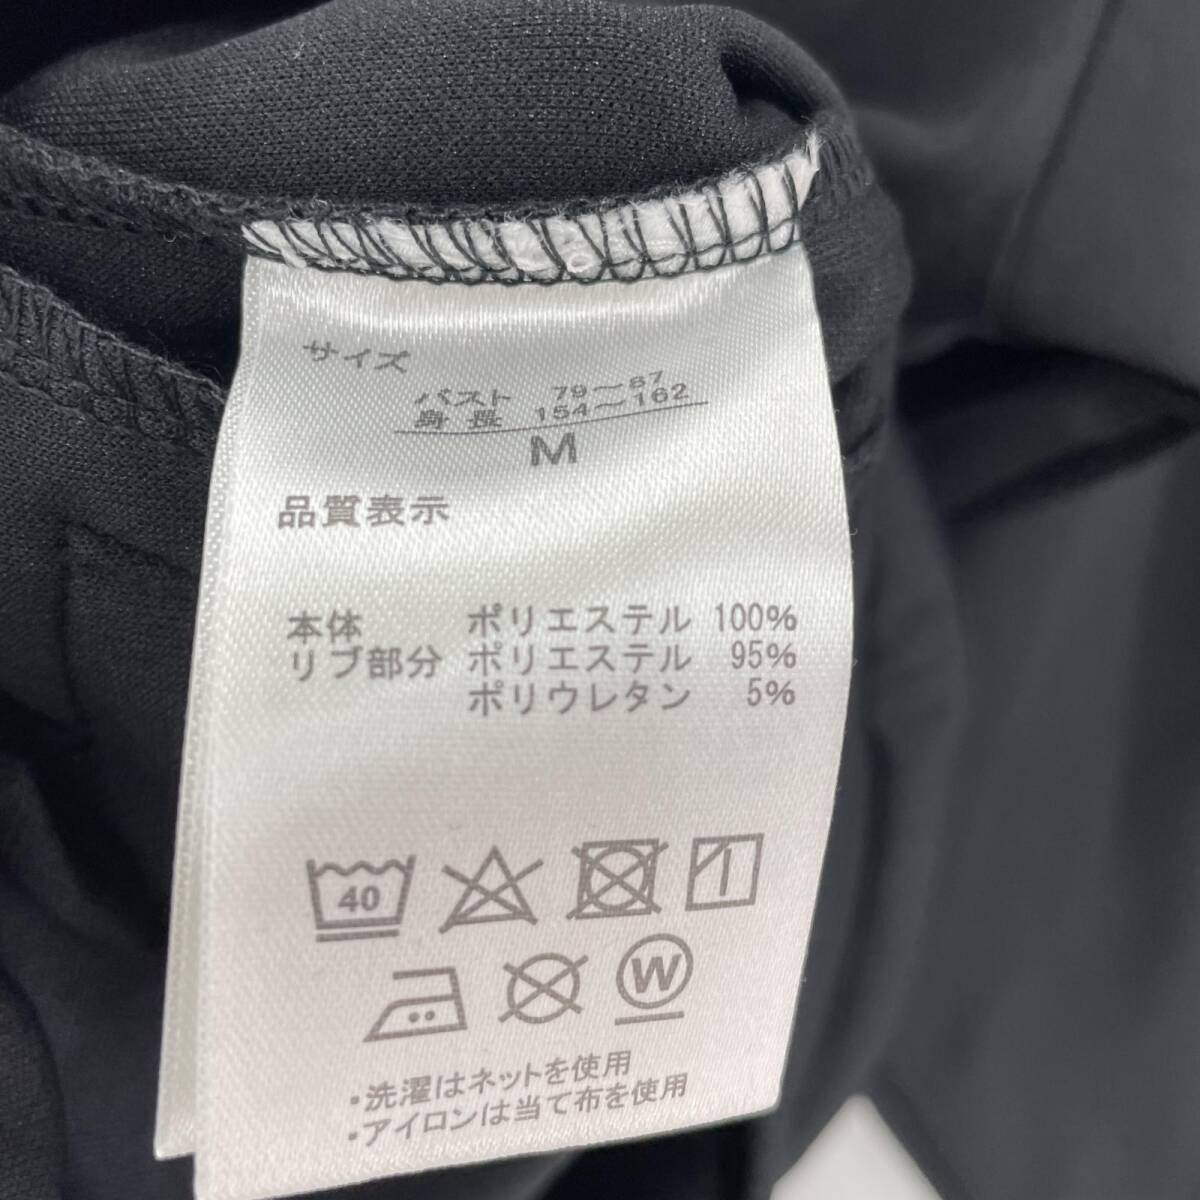 サイズ
バスト 79～87
身長 154～162
M
品質表示
本体 ポリエステル 100%
リブ部分 ポリエステル 95%
ポリウレタン 5%
40
W
・洗濯はネットを使用
・アイロンは当て布を使用